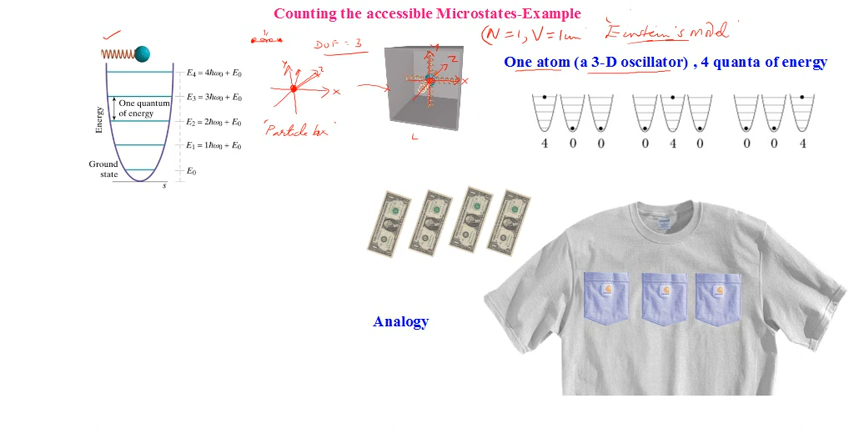 Counting the accessible Microstates-Example
(N=1, V=1cm³ "Einstein's model"
DOF = 3
One atom (a 3-D oscillator) , 4 quanta of energy
E₄ = 4ħω₀ + E₀
E₃ = 3ħω₀ + E₀
One quantum
of energy
E₂ = 2ħω₀ + E₀
E₁ = 1ħω₀ + E₀
Energy
Ground
state
E₀
s
y
z
x
"Particle box"
Y
Z
X
L
4 0 0 0 4 0 0 0 4
Analogy